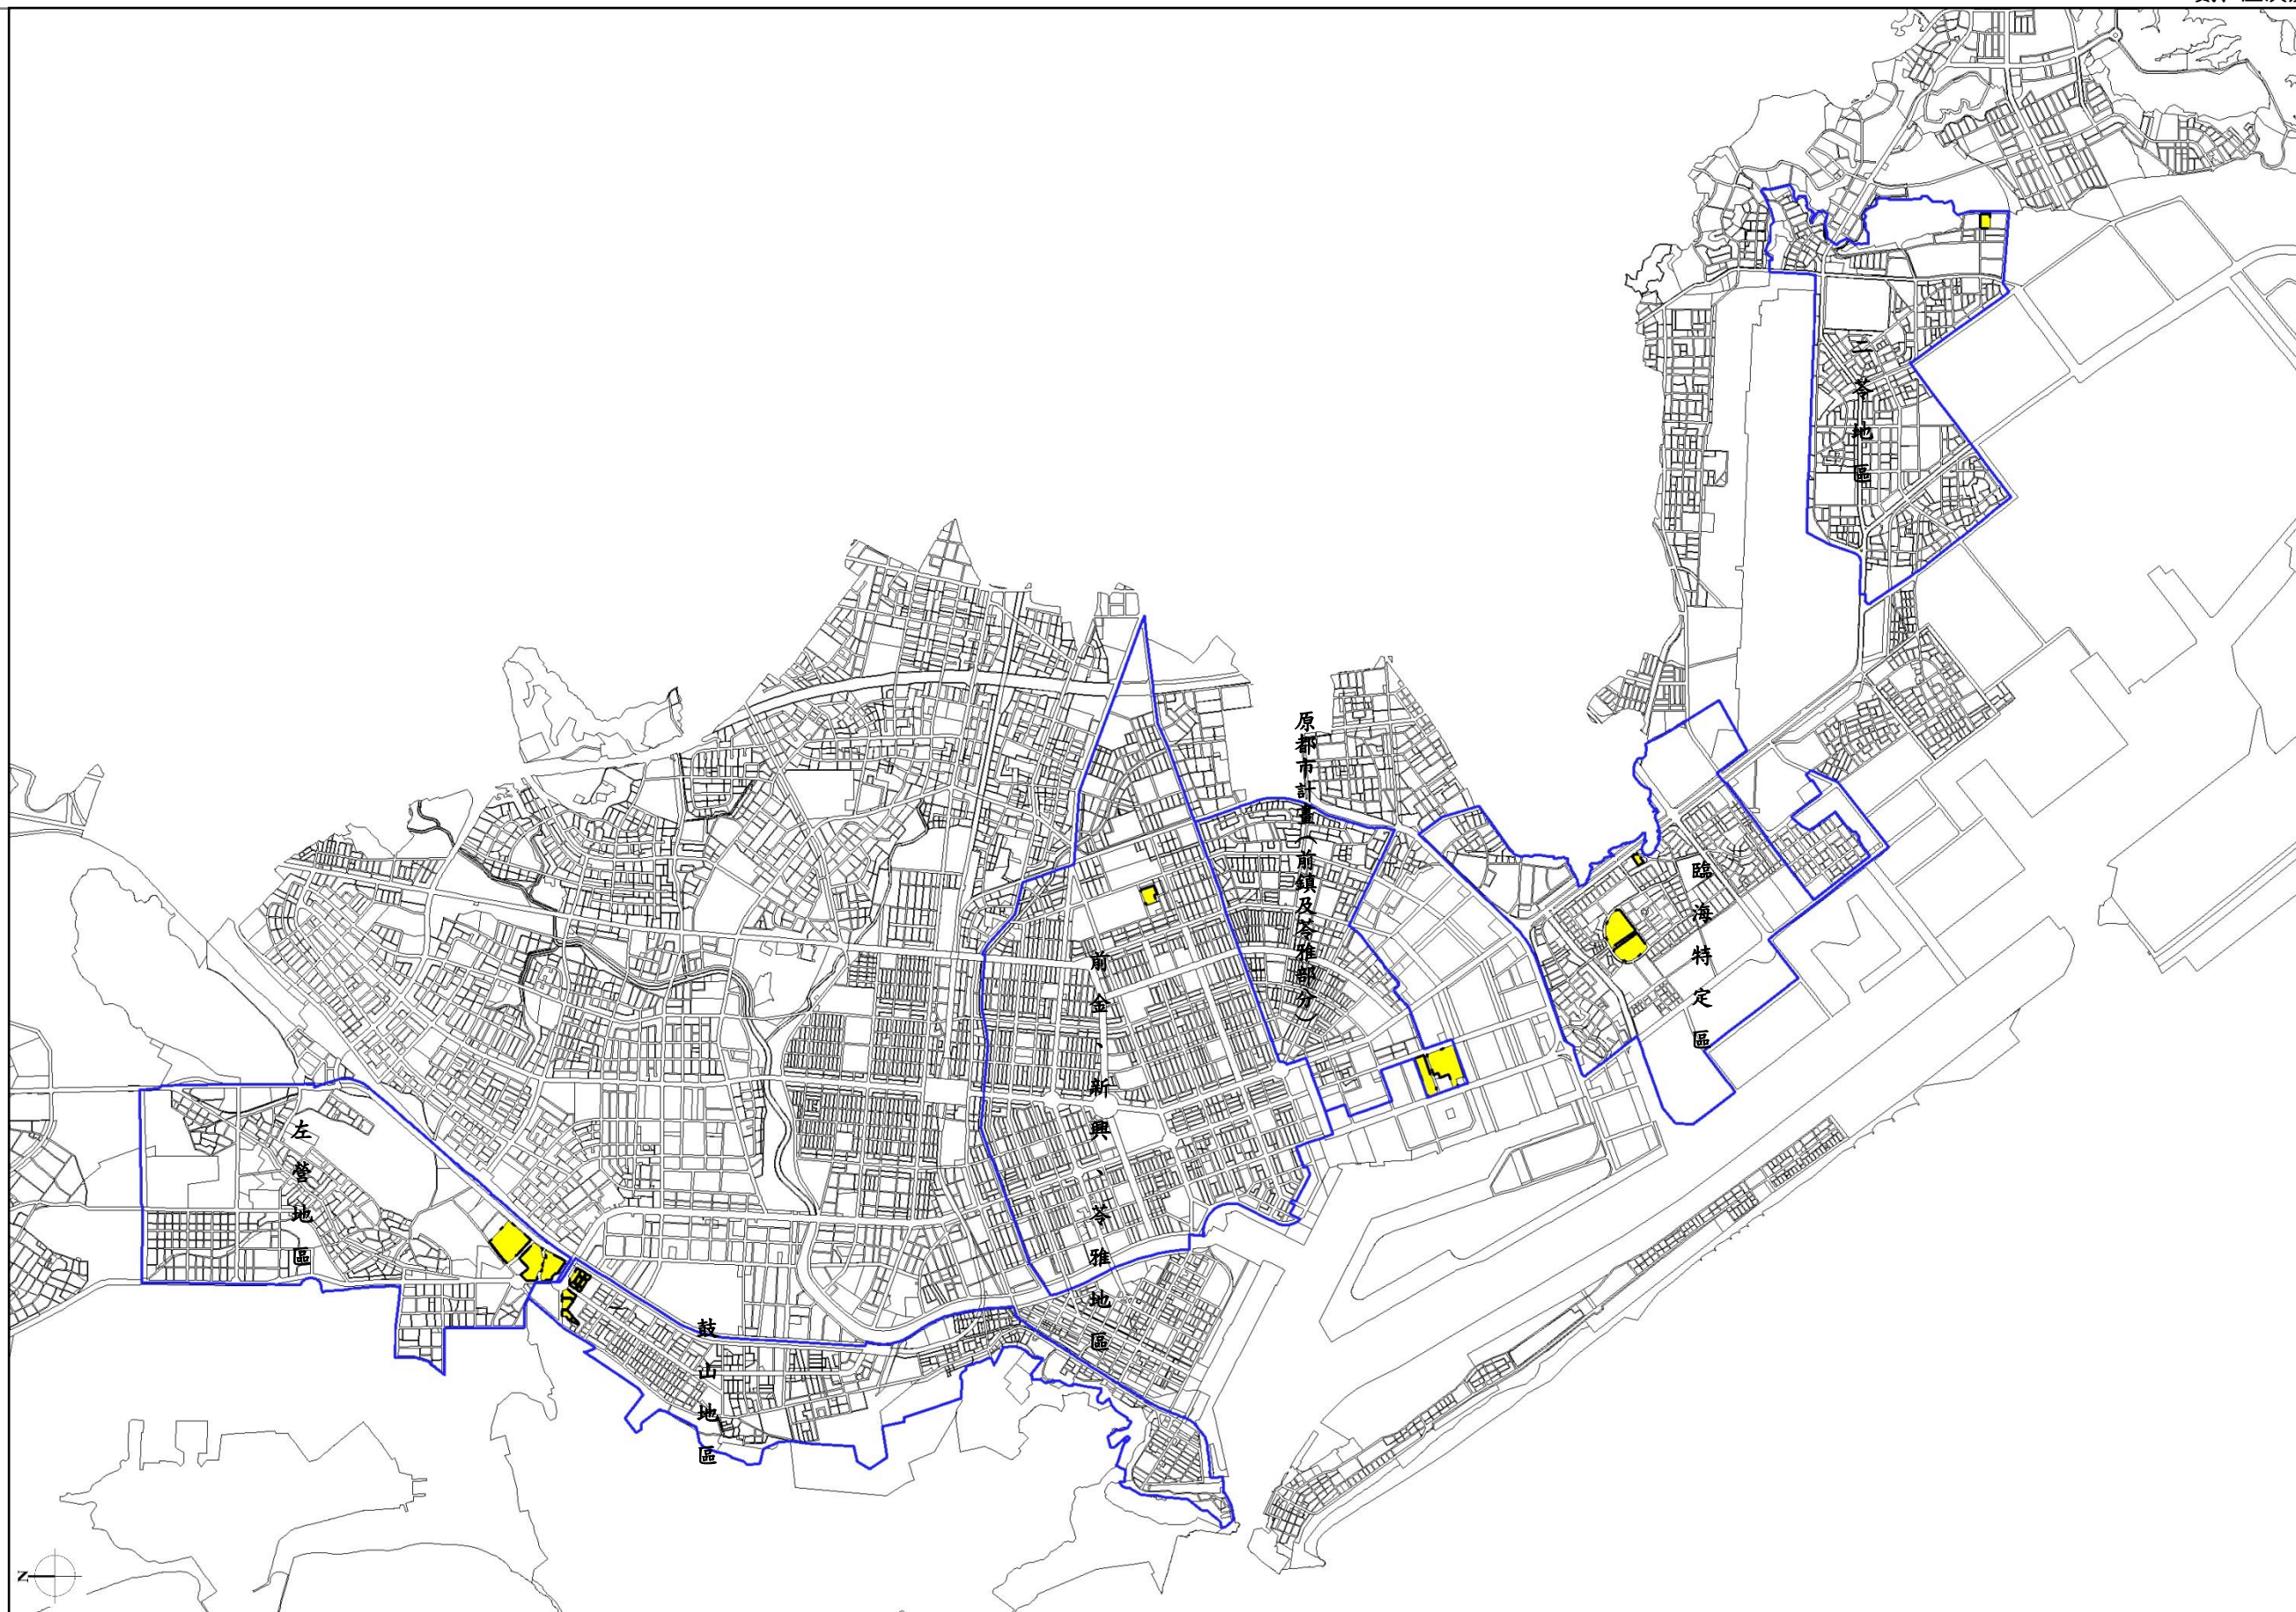 二苓地區
原都市計畫(前鎮及苓雅部分)
臨海特定區
前金、新興、苓雅地區
左營地區
鼓山地區
N